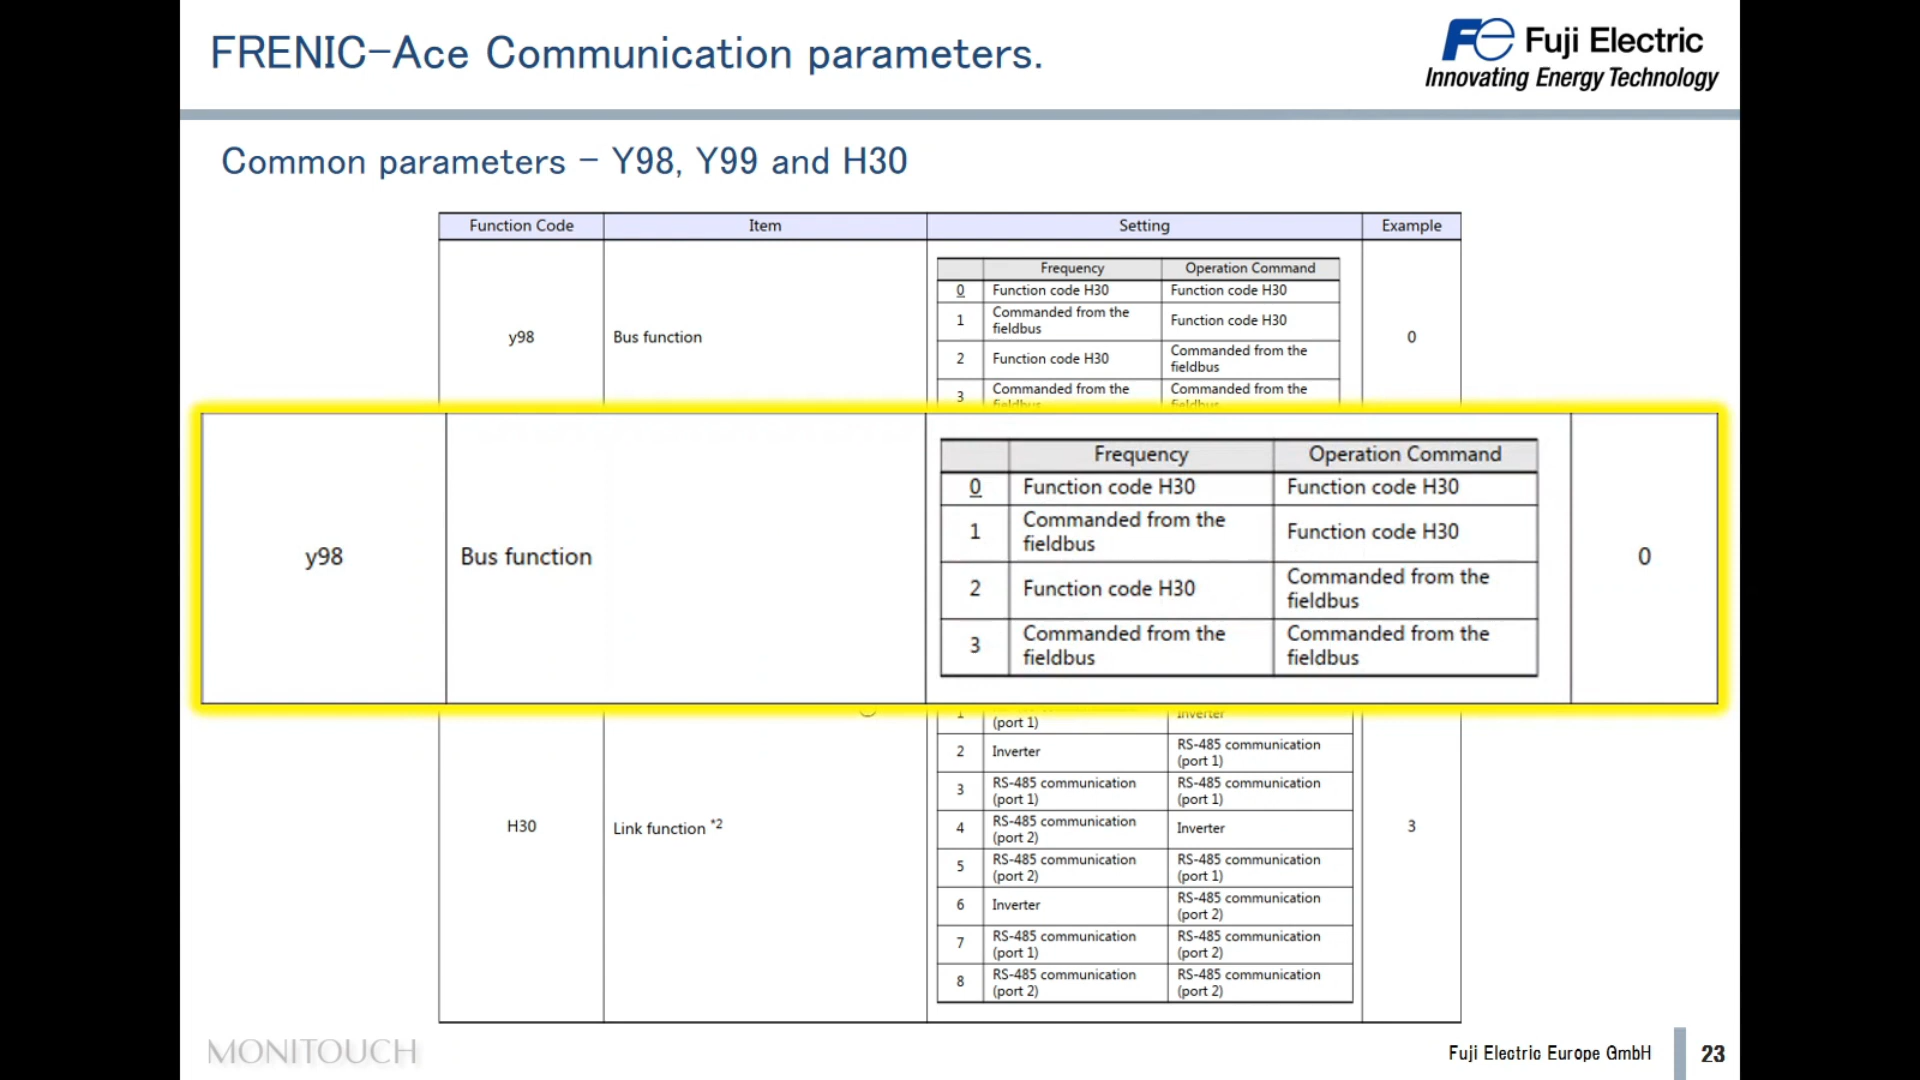 FRENIC-Ace Communication parameters.
Fe Fuji Electric
Innovating Energy Technology
Common parameters - Y98, Y99 and H30
Function Code Item Setting Example
Frequency Operation Command
0 Function code H30 Function code H30
1 Commanded from the fieldbus Function code H30
y98 Bus function 0
2 Function code H30 Commanded from the fieldbus
3 Commanded from the Commanded from the
Frequency Operation Command
0 Function code H30 Function code H30
1 Commanded from the fieldbus Function code H30
y98 Bus function 0
2 Function code H30 Commanded from the fieldbus
3 Commanded from the fieldbus Commanded from the fieldbus
(port 1) Inverter
2 Inverter RS-485 communication (port 1)
3 RS-485 communication (port 1) RS-485 communication (port 1)
H30 Link function *2 3
4 RS-485 communication (port 2) Inverter
5 RS-485 communication (port 2) RS-485 communication (port 1)
6 Inverter RS-485 communication (port 2)
7 RS-485 communication (port 1) RS-485 communication (port 2)
8 RS-485 communication (port 2) RS-485 communication (port 2)
MONITOUCH
Fuji Electric Europe GmbH 23